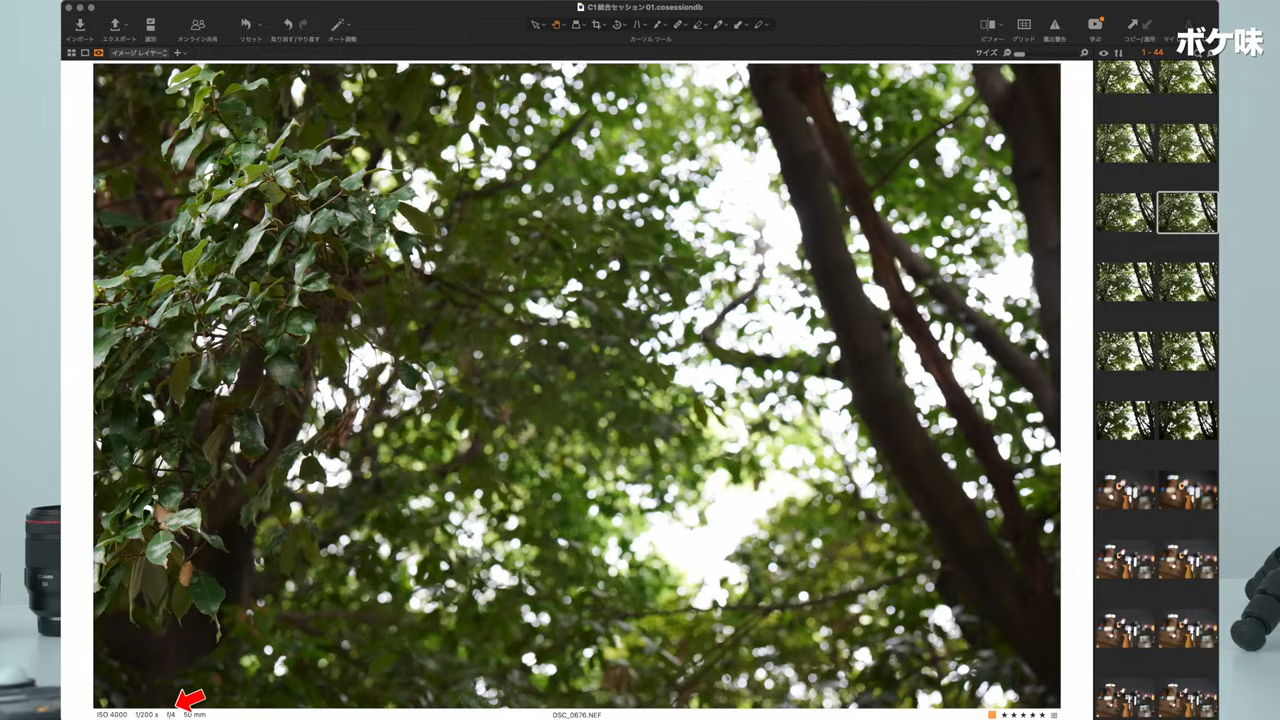 C1総合セッション01.cosessiondb
インポート エクスポート 選別 オンライン共有 リセット 取り消す/やり直す オート調整 カーソル ツール ビフォー グリッド 露出警告 学ぶ コピー/適用
ボケ味
イメージ レイヤー サイズ 1 - 44
ISO 4000 1/200 s f/4 50 mm DSC_0676.NEF